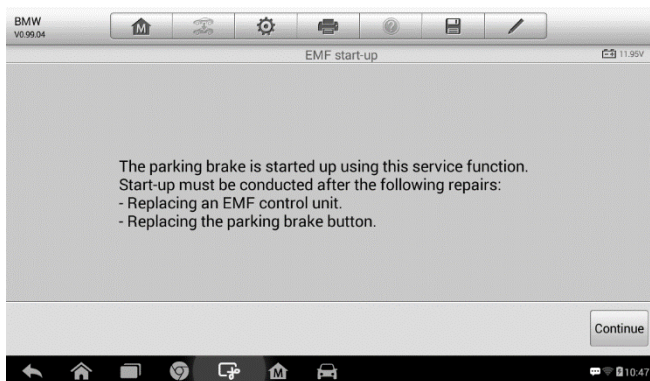 BMW
V0.99.04
M
EMF start-up
11.95V
The parking brake is started up using this service function.
Start-up must be conducted after the following repairs:
- Replacing an EMF control unit.
- Replacing the parking brake button.
Continue
M
10:47